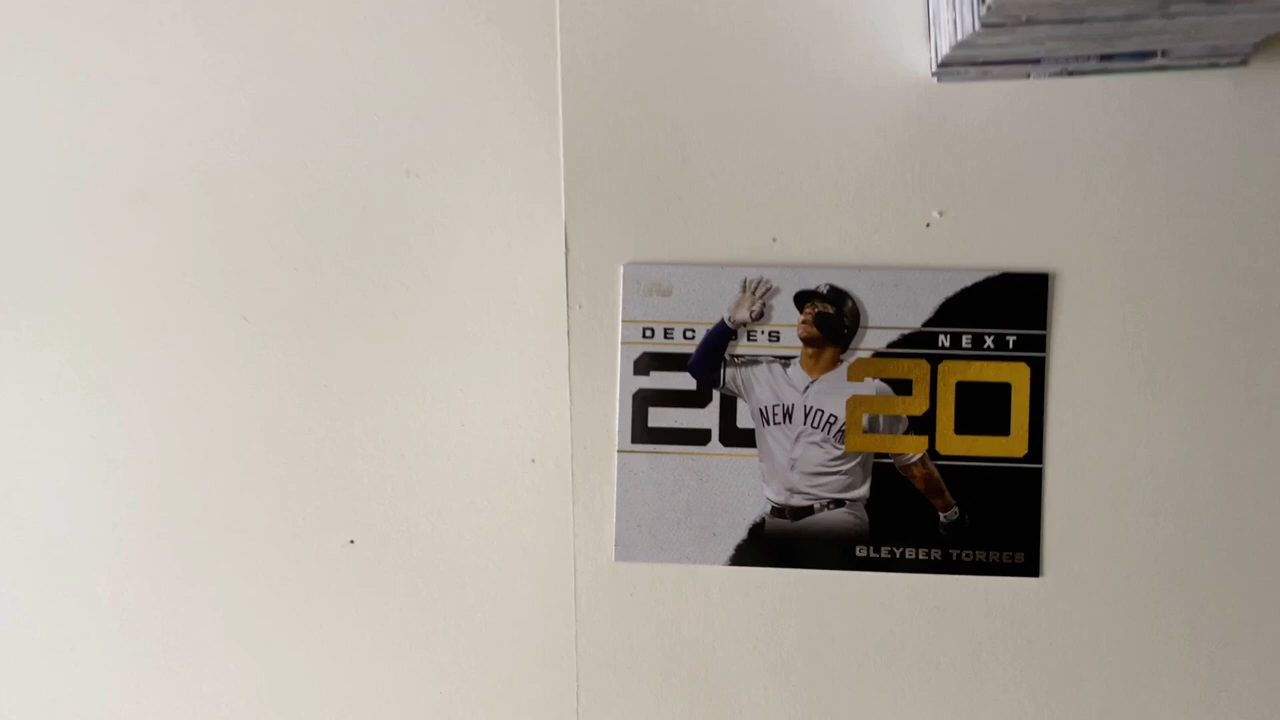 Topps
DECADE'S NEXT
20 20
NEW YORK
GLEYBER TORRES